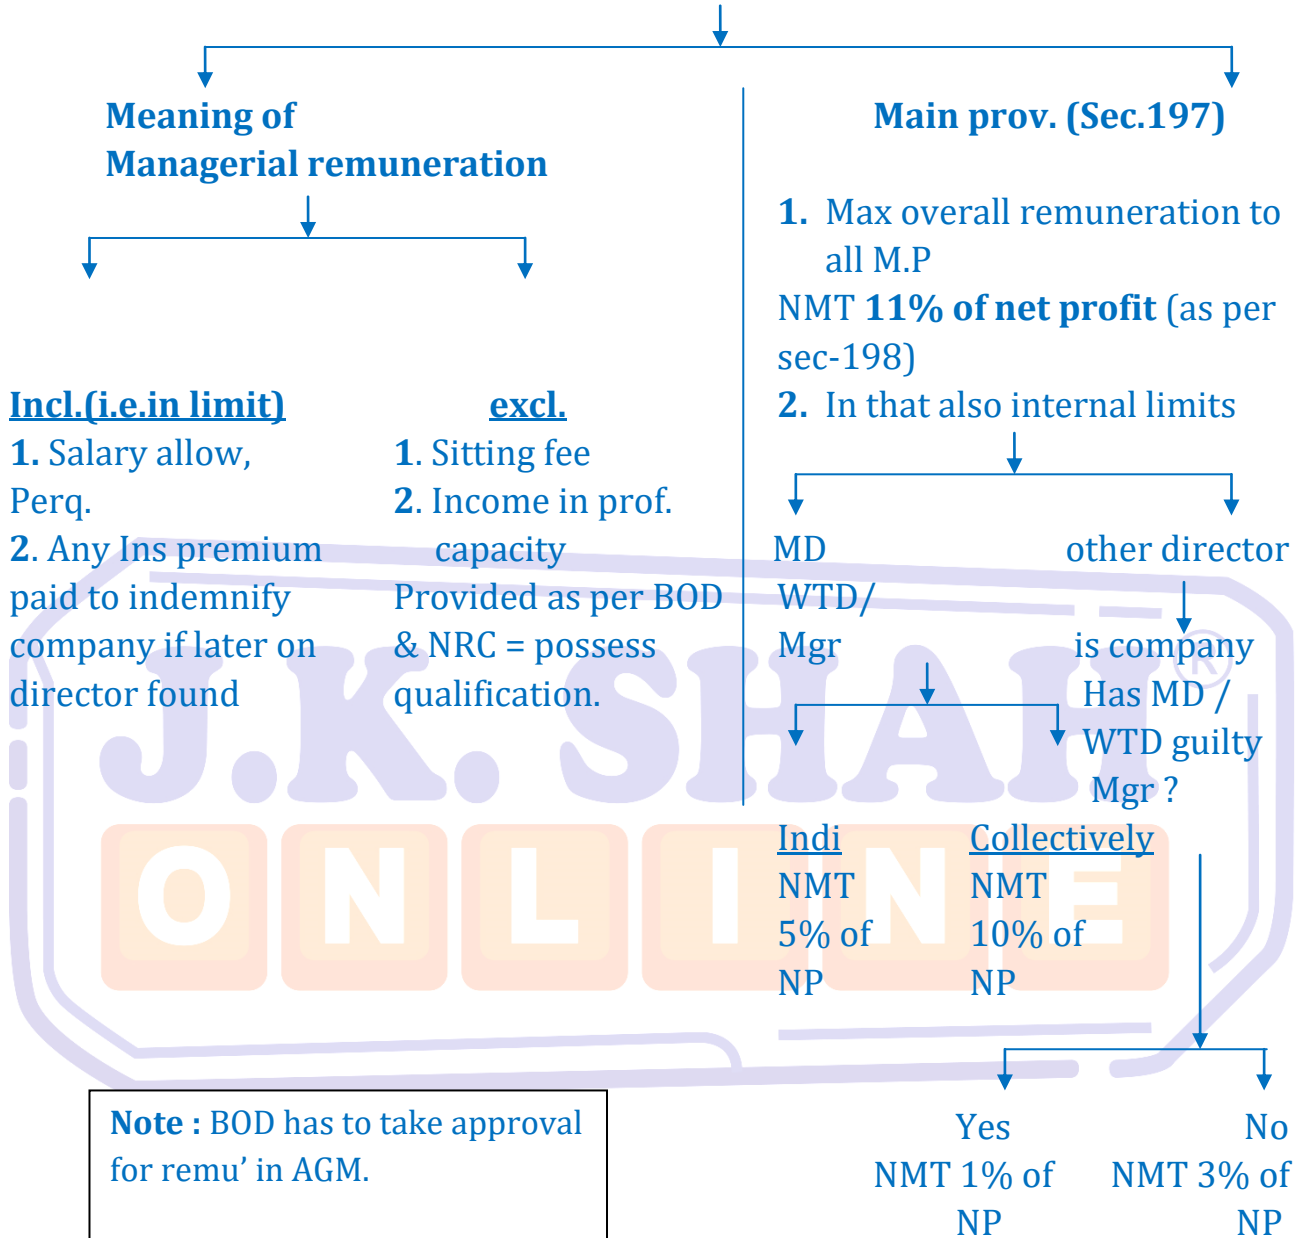 Meaning of
Managerial remuneration
Incl.(i.e.in limit)
1. Salary allow,
Perq.
2. Any Ins premium
paid to indemnify
company if later on
director found
excl.
1. Sitting fee
2. Income in prof.
capacity
Provided as per BOD
& NRC = possess
qualification.
Main prov. (Sec.197)
1. Max overall remuneration to
all M.P
NMT 11% of net profit (as per
sec-198)
2. In that also internal limits
MD
WTD/
Mgr
Indi
NMT
5% of
NP
Collectively
NMT
10% of
NP
other director
is company
Has MD /
WTD guilty
Mgr ?
Yes
NMT 1% of
NP
No
NMT 3% of
NP
Note : BOD has to take approval
for remu’ in AGM.
J.K. SHAH ®
ONLINE